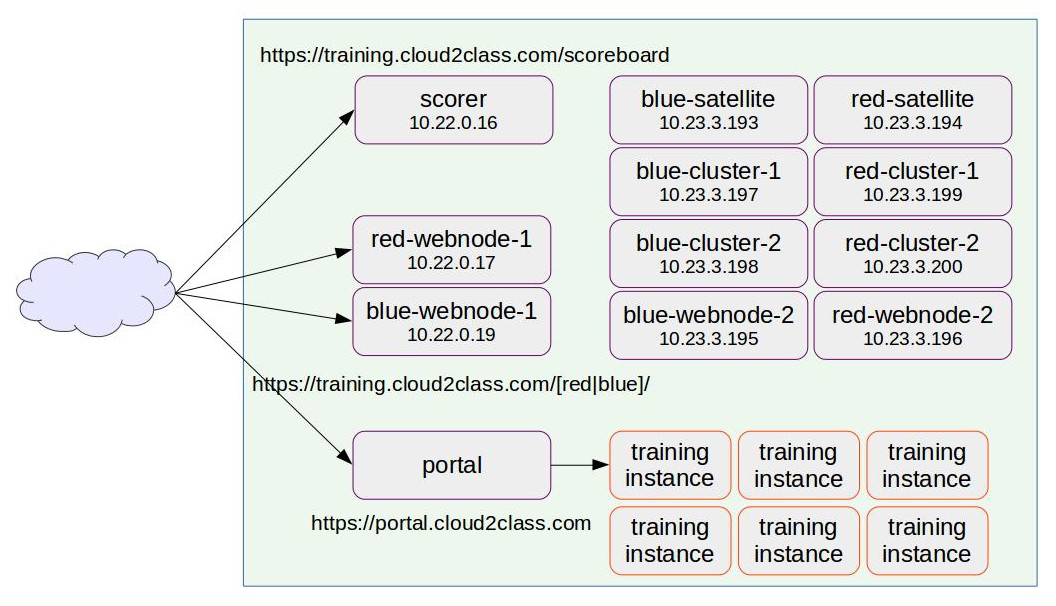 https://training.cloud2class.com/scoreboard
scorer
10.22.0.16
blue-satellite
10.23.3.193
red-satellite
10.23.3.194
blue-cluster-1
10.23.3.197
red-cluster-1
10.23.3.199
red-webnode-1
10.22.0.17
blue-cluster-2
10.23.3.198
red-cluster-2
10.23.3.200
blue-webnode-1
10.22.0.19
blue-webnode-2
10.23.3.195
red-webnode-2
10.23.3.196
https://training.cloud2class.com/[red|blue]/
portal
training
instance
training
instance
training
instance
https://portal.cloud2class.com
training
instance
training
instance
training
instance